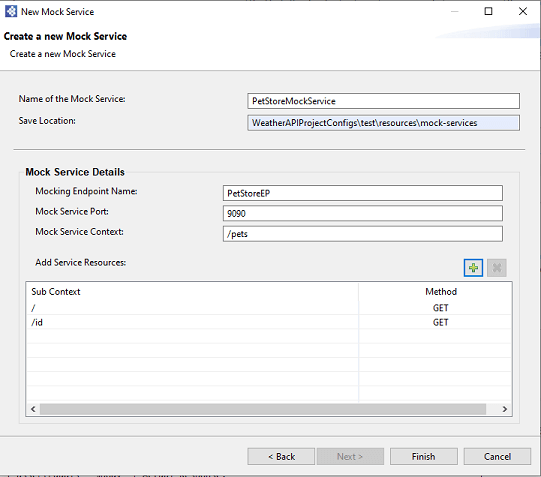 New Mock Service
Create a new Mock Service
Create a new Mock Service
Name of the Mock Service: PetStoreMockService
Save Location: WeatherAPIProjectConfigs\test\resources\mock-services
Mock Service Details
Mocking Endpoint Name: PetStoreEP
Mock Service Port: 9090
Mock Service Context: /pets
Add Service Resources:
Sub Context Method
/ GET
/id GET
< Back Next > Finish Cancel